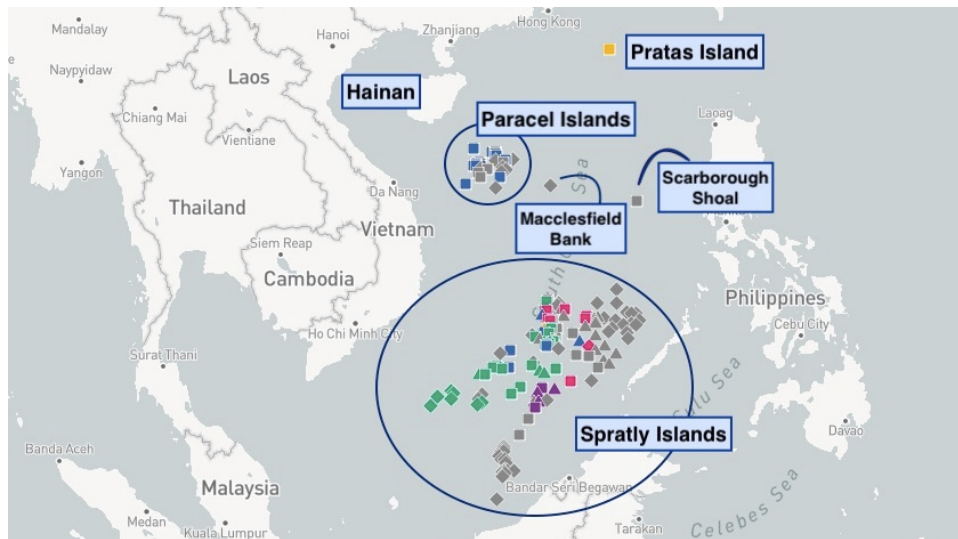 Mandalay
Hong Kong
Hanoi
Zhanjiang
Pratas Island
e
Naypyidaw
Laos
Hainan
Paracel Islands
Laoag
Chiang Mai
Vientiane
Yangon
Da Nang
Scarborough
Shoal
Thailand
Macclesfield
Bank
Vietnam
Siem Reap
Cambodia
South C
Sea
Philippines
Ho Chi Minh City
Cebu City
Surat Thani
Sulu Sea
Spratly Islands
Davao
Banda Aceh
Malaysia
Bandar Seri Begawan
Medan
Kuala Lumpur
Tarakan
Celebes Sea